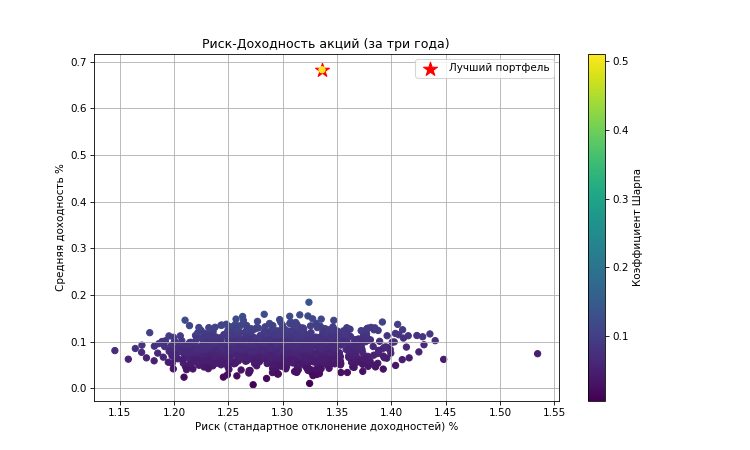 Риск-Доходность акций (за три года)
Лучший портфель
Средняя доходность %
0.7
0.6
0.5
0.4
0.3
0.2
0.1
0.0
1.15 1.20 1.25 1.30 1.35 1.40 1.45 1.50 1.55
Риск (стандартное отклонение доходностей) %
0.5
0.4
0.3
0.2
0.1
Коэффициент Шарпа